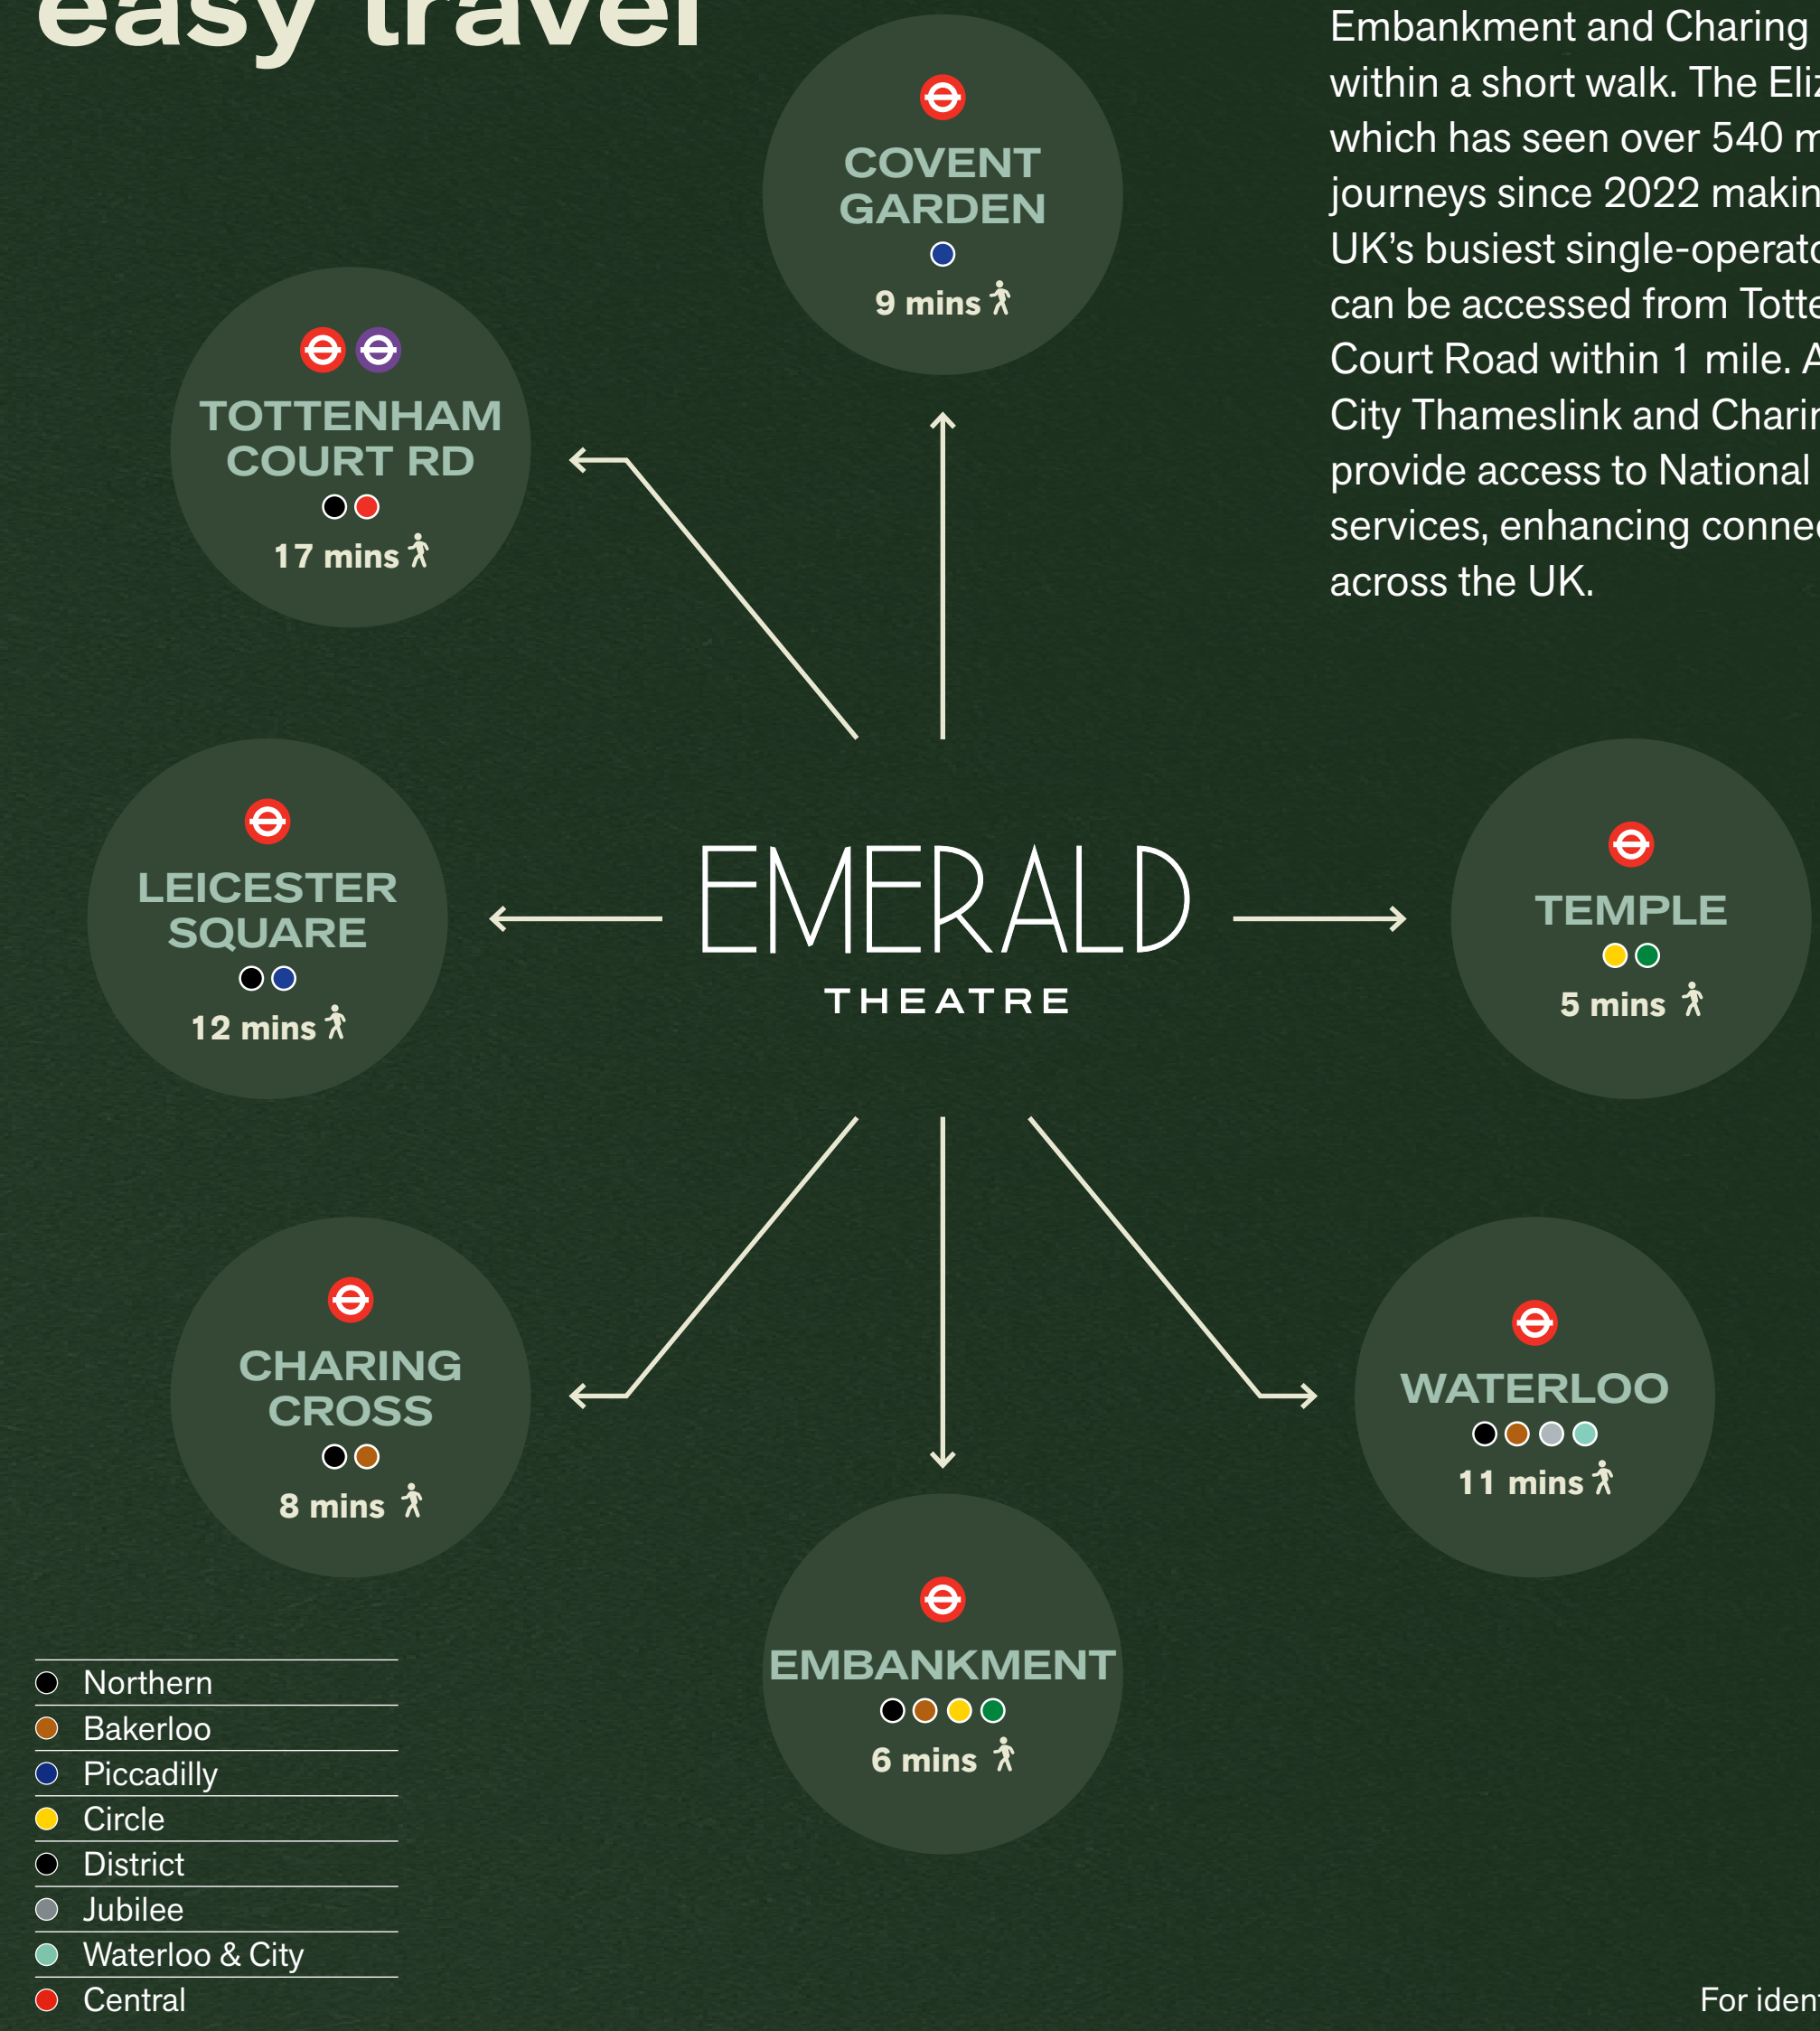 easy travel
Embankment and Charing
within a short walk. The Eliz
which has seen over 540 m
journeys since 2022 makin
UK’s busiest single-operato
can be accessed from Totte
Court Road within 1 mile. A
City Thameslink and Charin
provide access to National
services, enhancing connec
across the UK.
COVENT
GARDEN
9 mins
TOTTENHAM
COURT RD
17 mins
LEICESTER
SQUARE
12 mins
EMERALD
THEATRE
TEMPLE
5 mins
CHARING
CROSS
8 mins
WATERLOO
11 mins
EMBANKMENT
6 mins
Northern
Bakerloo
Piccadilly
Circle
District
Jubilee
Waterloo & City
Central
For ident